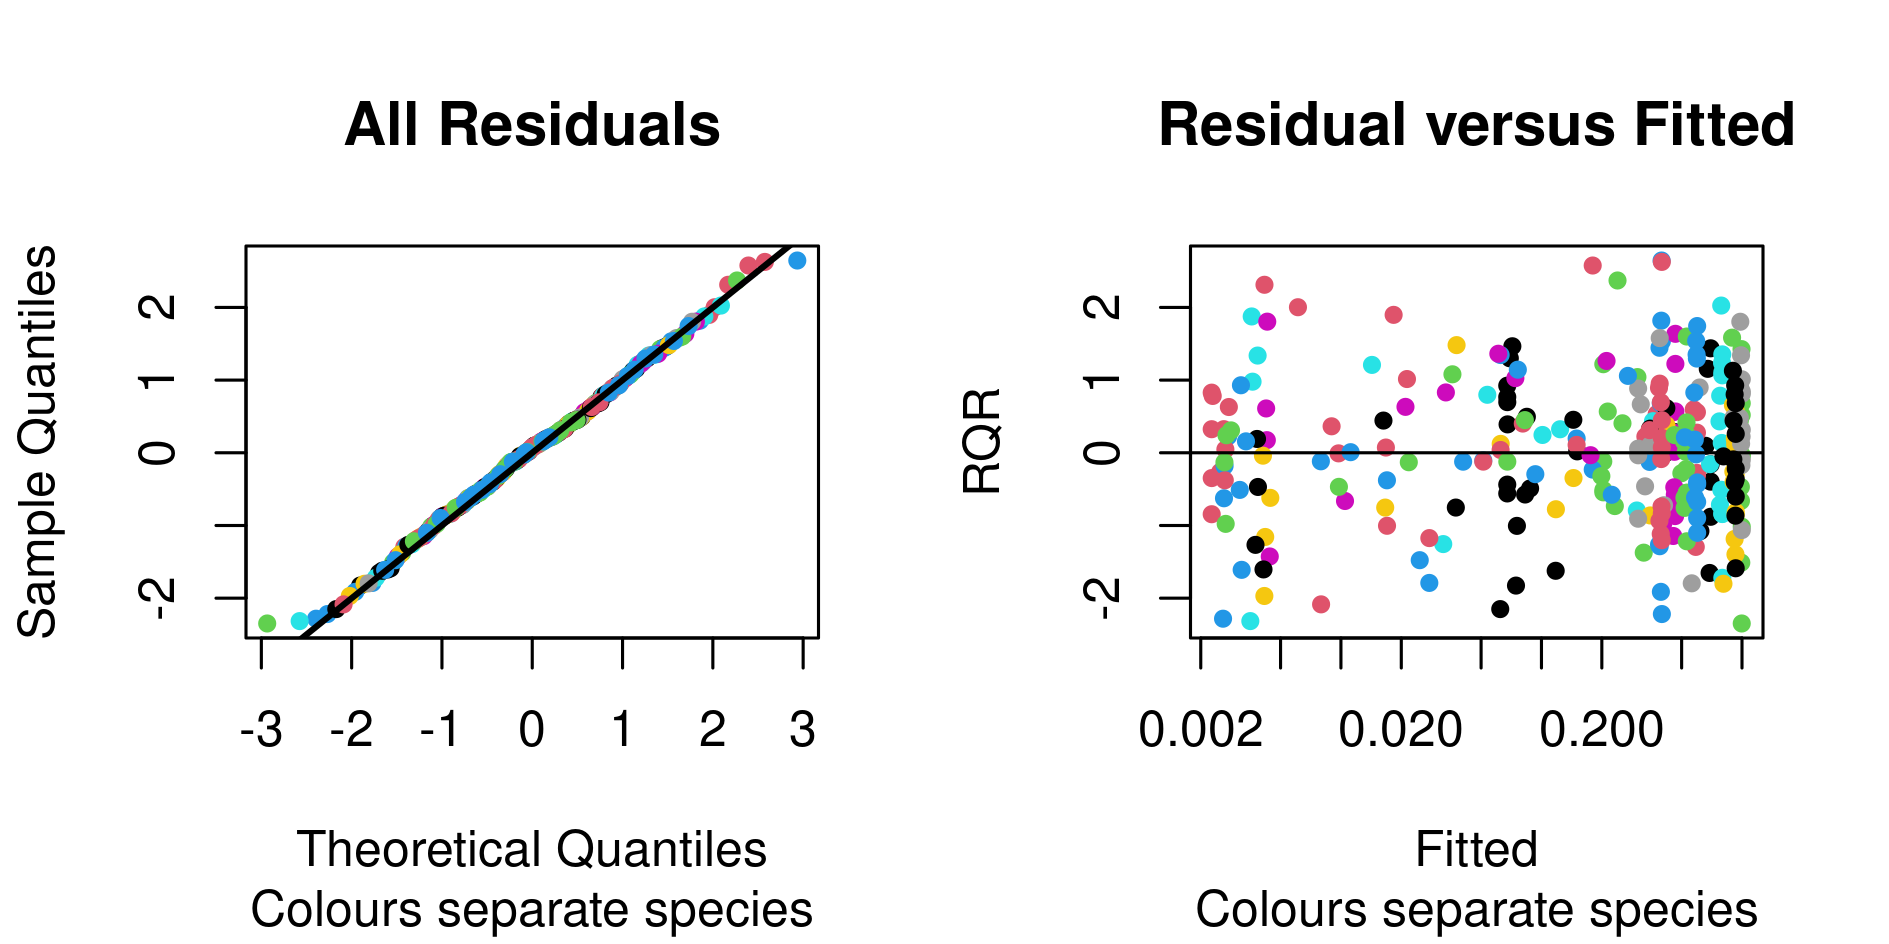 All Residuals
Sample Quantiles
2
1
0
-2
-3 -2 -1 0 1 2 3
Theoretical Quantiles
Colours separate species
Residual versus Fitted
RQR
2
1
0
-2
0.002 0.020 0.200
Fitted
Colours separate species